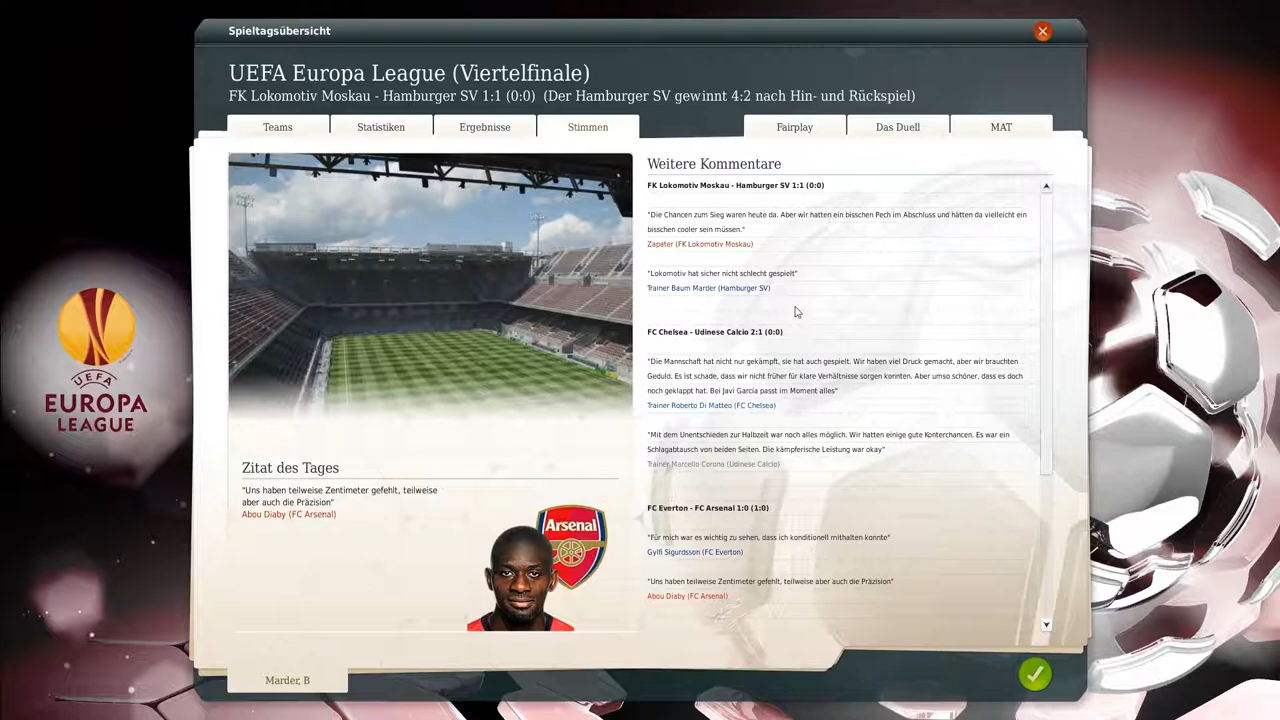 Spieltagsübersicht
UEFA Europa League (Viertelfinale)
FK Lokomotiv Moskau - Hamburger SV 1:1 (0:0) (Der Hamburger SV gewinnt 4:2 nach Hin- und Rückspiel)
Teams
Statistiken
Ergebnisse
Stimmen
Fairplay
Das Duell
MAT
UEFA
EUROPA
LEAGUE
Zitat des Tages
"Uns haben teilweise Zentimeter gefehlt, teilweise
aber auch die Präzision"
Abou Diaby (FC Arsenal)
Arsenal
Weitere Kommentare
FK Lokomotiv Moskau - Hamburger SV 1:1 (0:0)
"Die Chancen zum Sieg waren heute da. Aber wir hatten ein bisschen Pech im Abschluss und hätten da vielleicht ein
bisschen cooler sein müssen."
Zapater (FK Lokomotiv Moskau)
"Lokomotiv hat sicher nicht schlecht gespielt"
Trainer Baum Marder (Hamburger SV)
FC Chelsea - Udinese Calcio 2:1 (0:0)
"Die Mannschaft hat nicht nur gekämpft, sie hat auch gespielt. Wir haben viel Druck gemacht, aber wir brauchten
Geduld. Es ist schade, dass wir nicht früher für klare Verhältnisse sorgen konnten. Aber umso schöner, dass es doch
noch geklappt hat. Bei Javi García passt im Moment alles"
Trainer Roberto Di Matteo (FC Chelsea)
"Mit dem Unentschieden zur Halbzeit war noch alles möglich. Wir hatten einige gute Konterchancen. Es war ein
Schlagabtausch von beiden Seiten. Die kämpferische Leistung war okay"
Trainer Marcello Corona (Udinese Calcio)
FC Everton - FC Arsenal 1:0 (1:0)
"Für mich war es wichtig zu sehen, dass ich konditionell mithalten konnte"
Gylfi Sigurdsson (FC Everton)
"Uns haben teilweise Zentimeter gefehlt, teilweise aber auch die Präzision"
Abou Diaby (FC Arsenal)
Marder, B